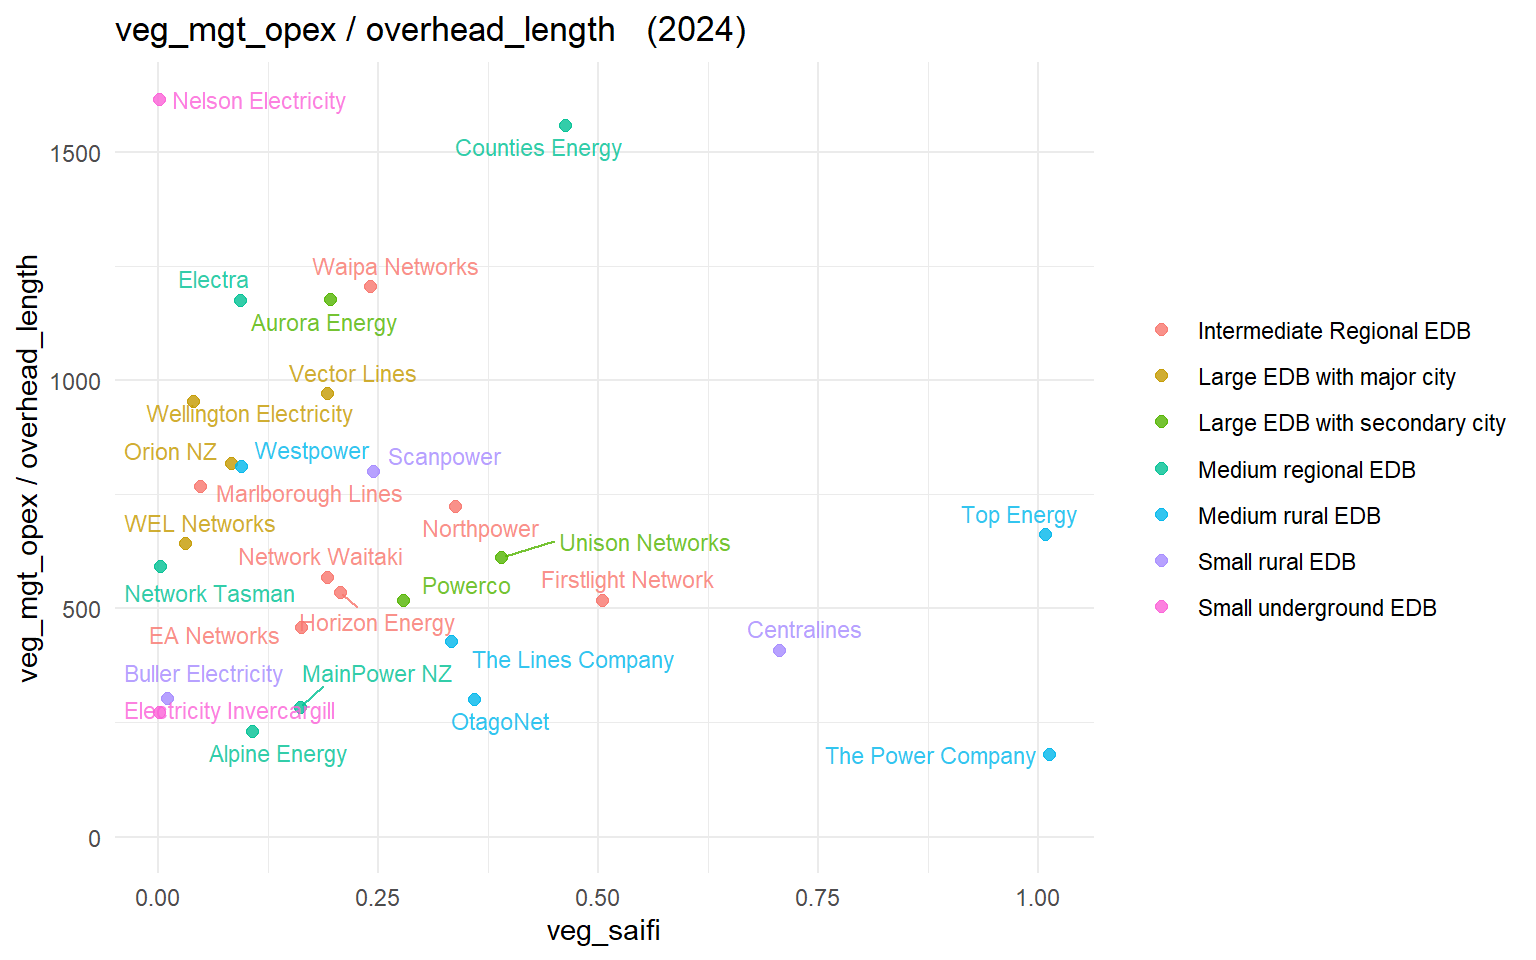 veg_mgt_opex / overhead_length (2024)
Nelson Electricity
Counties Energy
1500
Waipa Networks
Electra
Aurora Energy
Vector Lines
1000
Wellington Electricity
Orion NZ
Westpower
Scanpower
Marlborough Lines
WEL Networks
Northpower
Top Energy
Unison Networks
Network Waitaki
Firstlight Network
Powerco
Network Tasman
500
Horizon Energy
EA Networks
Centralines
The Lines Company
Buller Electricity
MainPower NZ
Electricity Invercargill
OtagoNet
Alpine Energy
The Power Company
0
0.00
0.25
0.50
0.75
1.00
veg_saifi
veg_mgt_opex / overhead_length
Intermediate Regional EDB
Large EDB with major city
Large EDB with secondary city
Medium regional EDB
Medium rural EDB
Small rural EDB
Small underground EDB